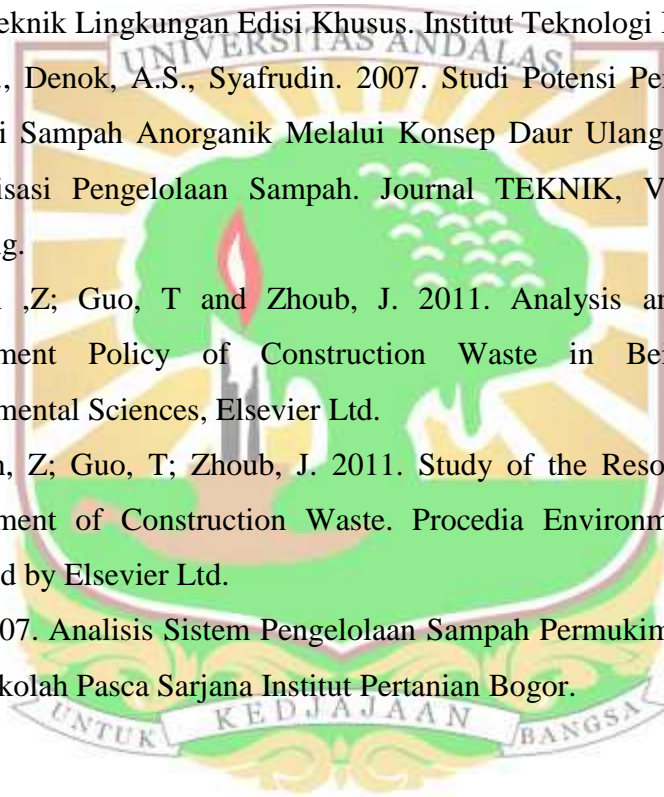 eknik Lingkungan Edisi Khusus. Institut Teknologi
UNIVERSITAS ANDALAS
., Denok, A.S., Syafrudin. 2007. Studi Potensi Pe
i Sampah Anorganik Melalui Konsep Daur Ulang
isasi Pengelolaan Sampah. Journal TEKNIK, V
g.
,Z; Guo, T and Zhoub, J. 2011. Analysis an
ment Policy of Construction Waste in Bei
mental Sciences, Elsevier Ltd.
n, Z; Guo, T; Zhoub, J. 2011. Study of the Reso
ment of Construction Waste. Procedia Environm
d by Elsevier Ltd.
07. Analisis Sistem Pengelolaan Sampah Permukim
kolah Pasca Sarjana Institut Pertanian Bogor.
UNTUK KEDJAJAAN BANGSA